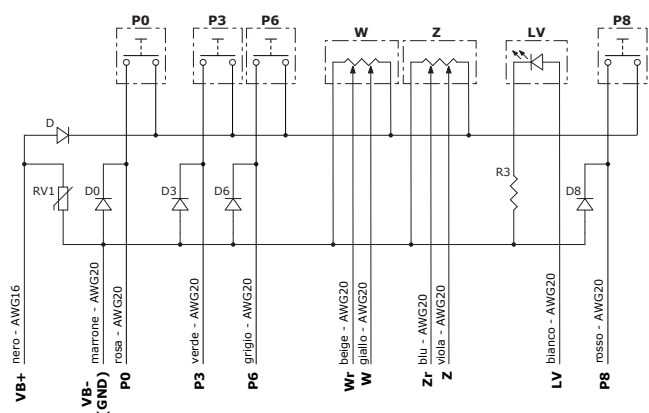 P0
P3
P6
W
Z
LV
P8
D
RV1
D0
D3
D6
R3
D8
nero - AWG16
marrone - AWG20
rosa - AWG20
verde - AWG20
grigio - AWG20
beige - AWG20
giallo - AWG20
blu - AWG20
viola - AWG20
bianco - AWG20
rosso - AWG20
VB+
VB-
(GND)
P0
P3
P6
Wr
W
Zr
Z
LV
P8